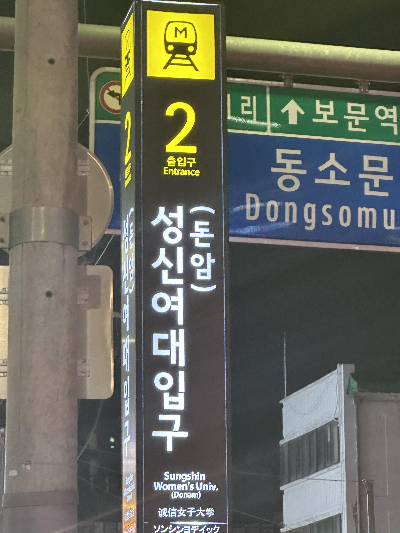 M
2
출입구
Entrance
성신여대입구
(돈암)
Sungshin
Women's Univ.
(Donam)
诚信女子大学
ソンシンヨデイック
리 ↑ 보문역
동소문
Dongsomu